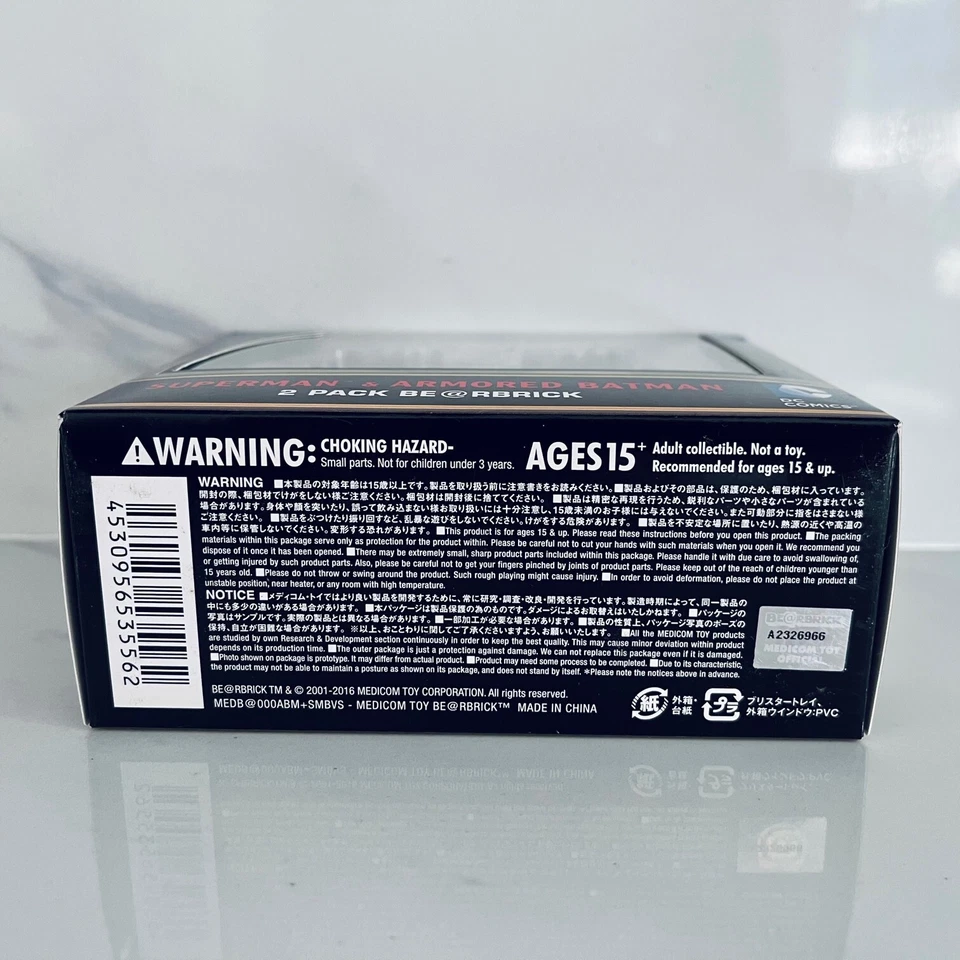 SUPERMAN & ARMORED BATMAN
2 PACK BE@RBRICK
DC
COMICS
WARNING: CHOKING HAZARD-
Small parts. Not for children under 3 years.
AGES 15+ Adult collectible. Not a toy.
Recommended for ages 15 & up.
4530956535562
WARNING ■本製品の対象年齢は15歳以上です。製品を取り扱う前に注意書きをお読みください。■製品およびその部品は、保護のため、梱包材に入っています。
開封の際、梱包材でけがをしない様ご注意ください。梱包材は開封後に捨ててください。 ■製品は精密な再現を行うため、鋭利なパーツや小さなパーツが含まれている
場合があります。身体や顔を突いたり、誤って飲み込まない様お取り扱いには十分注意し、15歳未満のお子様には与えないでください。また可動部分に指をはさまない様
ご注意ください。 ■製品をぶつけたり振り回すなど、乱暴な遊びをしないでください。けがをする危険があります。 ■製品を不安定な場所に置いたり、熱源の近くや高温の
車内等に保管しないでください。変形する恐れがあります。 ■This product is for ages 15 & up. Please read these instructions before you open this product. ■The packing
materials within this package serve only as protection for the product within. Please be careful not to cut your hands with such materials when you open it. We recommend you
dispose of it once it has been opened. ■There may be extremely small, sharp product parts included within this package. Please handle it with due care to avoid swallowing of,
or getting injured by such product parts. Also, please be careful not to get your fingers pinched by joints of product parts. Please keep out of the reach of children younger than
15 years old. ■Please do not throw or swing around the product. Such rough playing might cause injury. ■In order to avoid deformation, please do not place the product at
unstable position, near heater, or any room with high temperature.
NOTICE ■メディコム・トイではより良い製品を開発するために、常に研究・調査・改良・開発を行っています。製造時期によって、同一製品の
中にも多少の違いがある場合があります。 ■本パッケージは製品保護の為のものです。ダメージによるお取替えはいたしかねます。 ■パッケージの
写真はサンプルです。実際の製品とは異なる場合があります。 ■一部加工が必要な場合があります。 ■製品の性質上、パッケージ写真のポーズの
保持、自立が困難な場合があります。 ※以上、おことわりに関してご了承くださいますよう、お願いいたします。 ■All the MEDICOM TOY products
are studied by own Research & Development section continuously in order to keep the best quality. This may cause minor deviation within product
depends on its production time. ■The outer package is just a protection against damage. We can not replace this package even if it is damaged.
■Photo shown on package is prototype. It may differ from actual product. ■Product may need some process to be completed. ■Due to its characteristic,
the product may not be able to maintain a posture as shown on its package, and does not stand by itself. *Please note the notices above in advance.
BE@RBRICK
A2326966
MEDICOM TOY
OFFICIAL
BE@RBRICK TM & © 2001-2016 MEDICOM TOY CORPORATION. All rights reserved.
MEDB@000ABM+SMBVS - MEDICOM TOY BE@RBRICK™ MADE IN CHINA
紙 外箱・
台紙
プラ ブリスタートレイ、
外箱ウインドウ:PVC